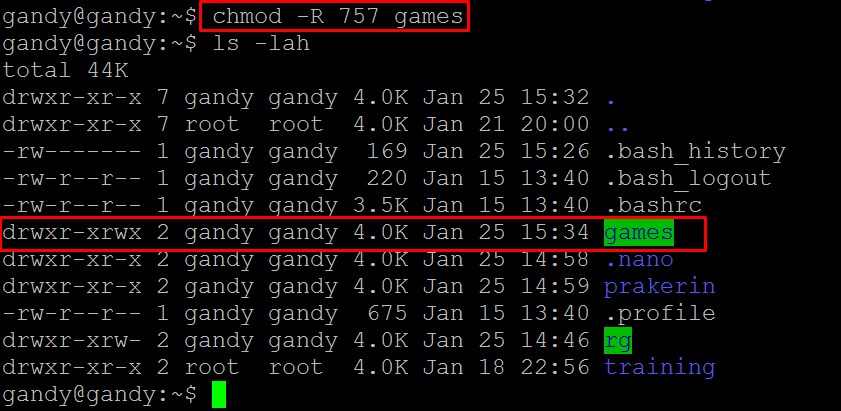 gandy@gandy:~$ chmod -R 757 games
gandy@gandy:~$ ls -lah
total 44K
drwxr-xr-x 7 gandy gandy 4.0K Jan 25 15:32 .
drwxr-xr-x 7 root  root  4.0K Jan 21 20:00 ..
-rw------- 1 gandy gandy  169 Jan 25 15:26 .bash_history
-rw-r--r-- 1 gandy gandy  220 Jan 15 13:40 .bash_logout
-rw-r--r-- 1 gandy gandy 3.5K Jan 15 13:40 .bashrc
drwxr-xrwx 2 gandy gandy 4.0K Jan 25 15:34 games
drwxr-xr-x 2 gandy gandy 4.0K Jan 25 14:58 .nano
drwxr-xr-x 2 gandy gandy 4.0K Jan 25 14:59 prakerin
-rw-r--r-- 1 gandy gandy  675 Jan 15 13:40 .profile
drwxr-xrw- 2 gandy gandy 4.0K Jan 25 14:46 rg
drwxr-xr-x 2 root  root  4.0K Jan 18 22:56 training
gandy@gandy:~$